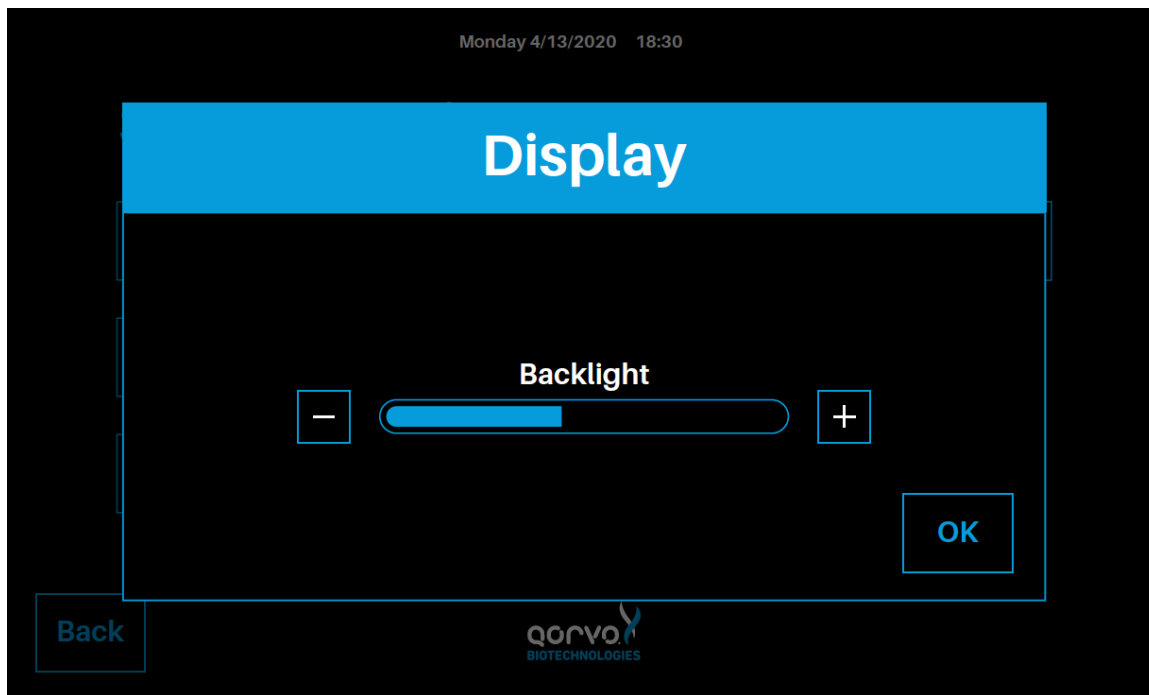 Monday 4/13/2020 18:30
Display
Backlight
− +
OK
Back
QORVO
BIOTECHNOLOGIES